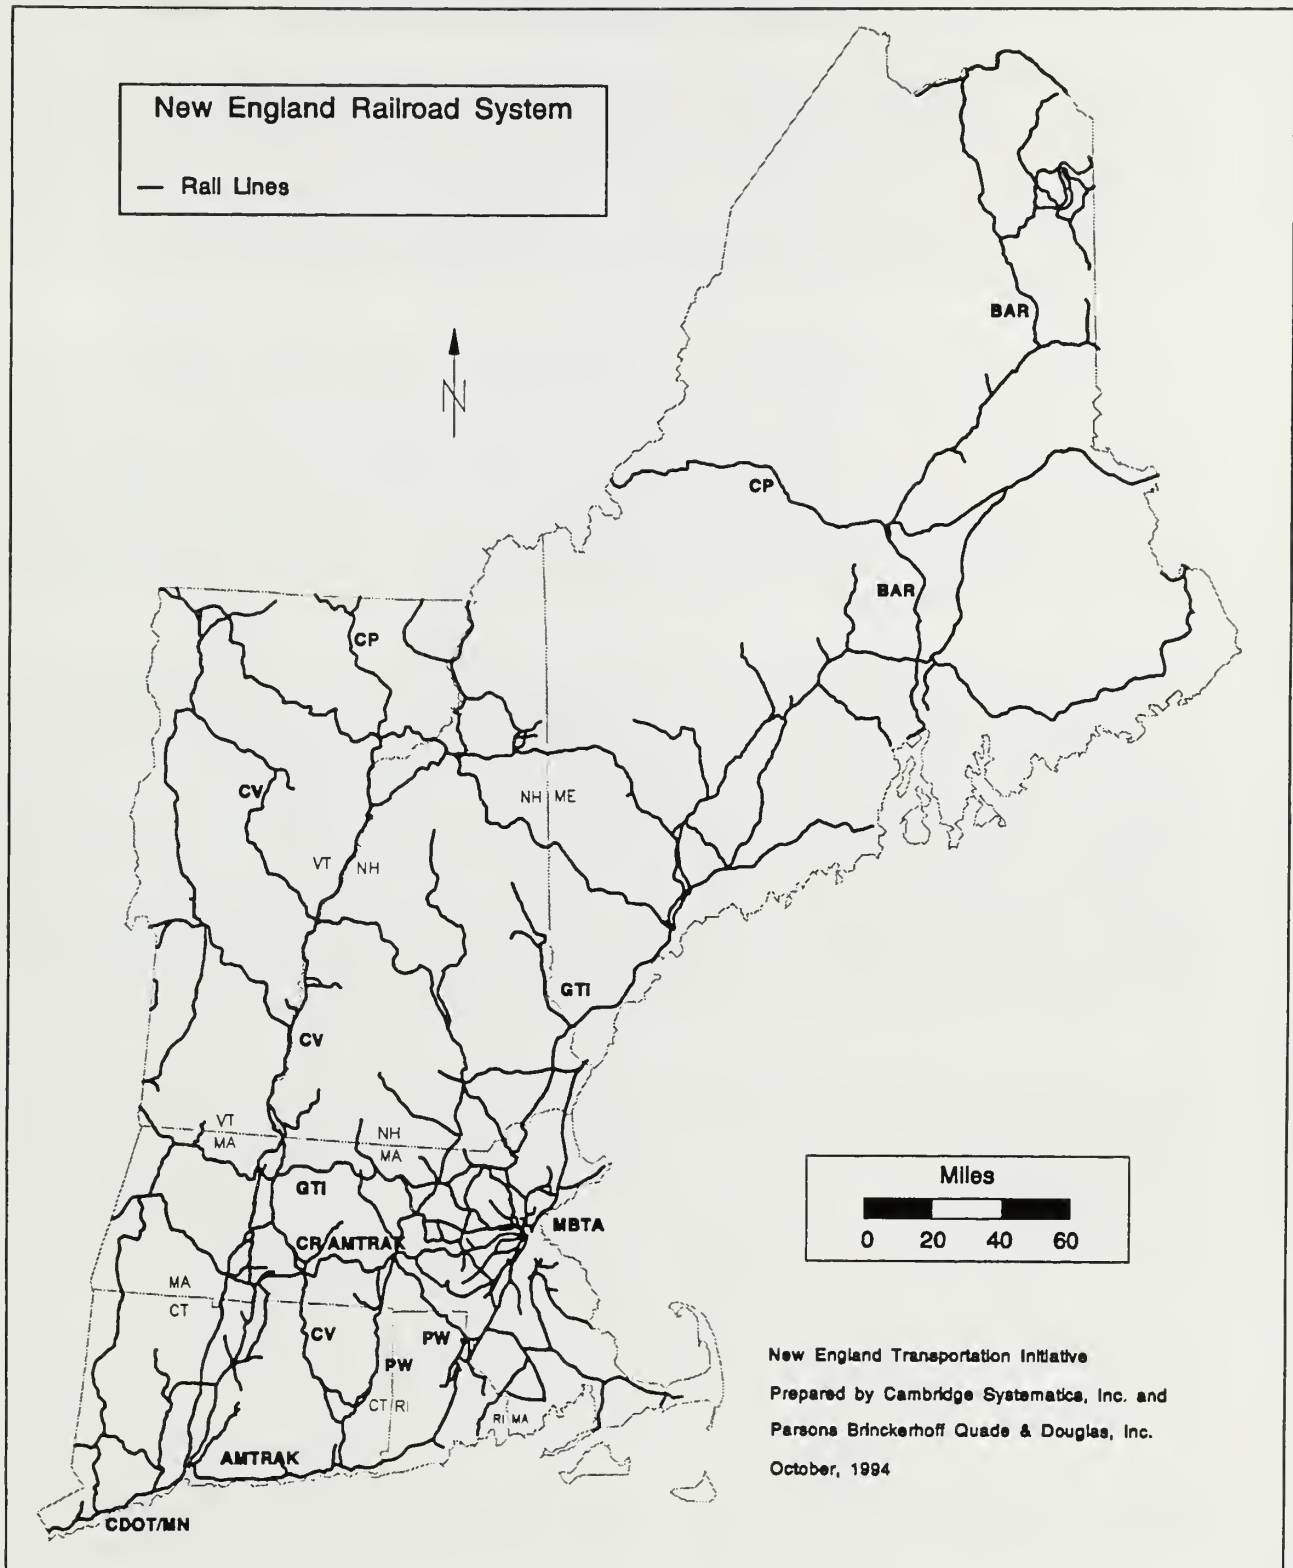 New England Railroad System
— Rail Lines
BAR
N
CP
BAR
CP
CV
NH ME
VT NH
GTI
CV
VT
MA
NH
MA
GTI
MBTA
CR/AMTRAK
MA
CT
CV
PW
PW
CT RI
RI MA
AMTRAK
CDOT/MN
Miles
0 20 40 60
New England Transportation Initiative
Prepared by Cambridge Systematics, Inc. and
Parsons Brinckerhoff Quade & Douglas, Inc.
October, 1994